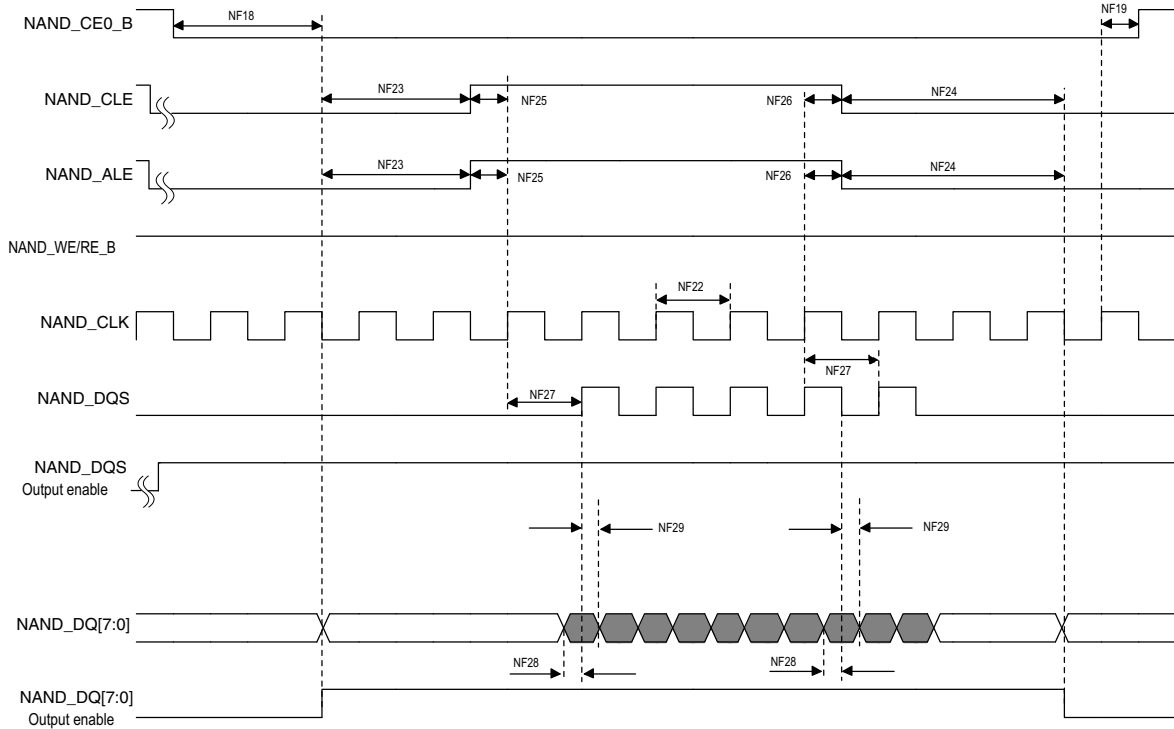 NAND_CE0_B
NF18
NF19
NAND_CLE
NF23
NF25
NF26
NF24
NAND_ALE
NF23
NF25
NF26
NF24
NAND_WE/RE_B
NAND_CLK
NF22
NAND_DQS
NF27
NF27
NAND_DQS
Output enable
NF29
NF29
NAND_DQ[7:0]
NF28
NF28
NAND_DQ[7:0]
Output enable